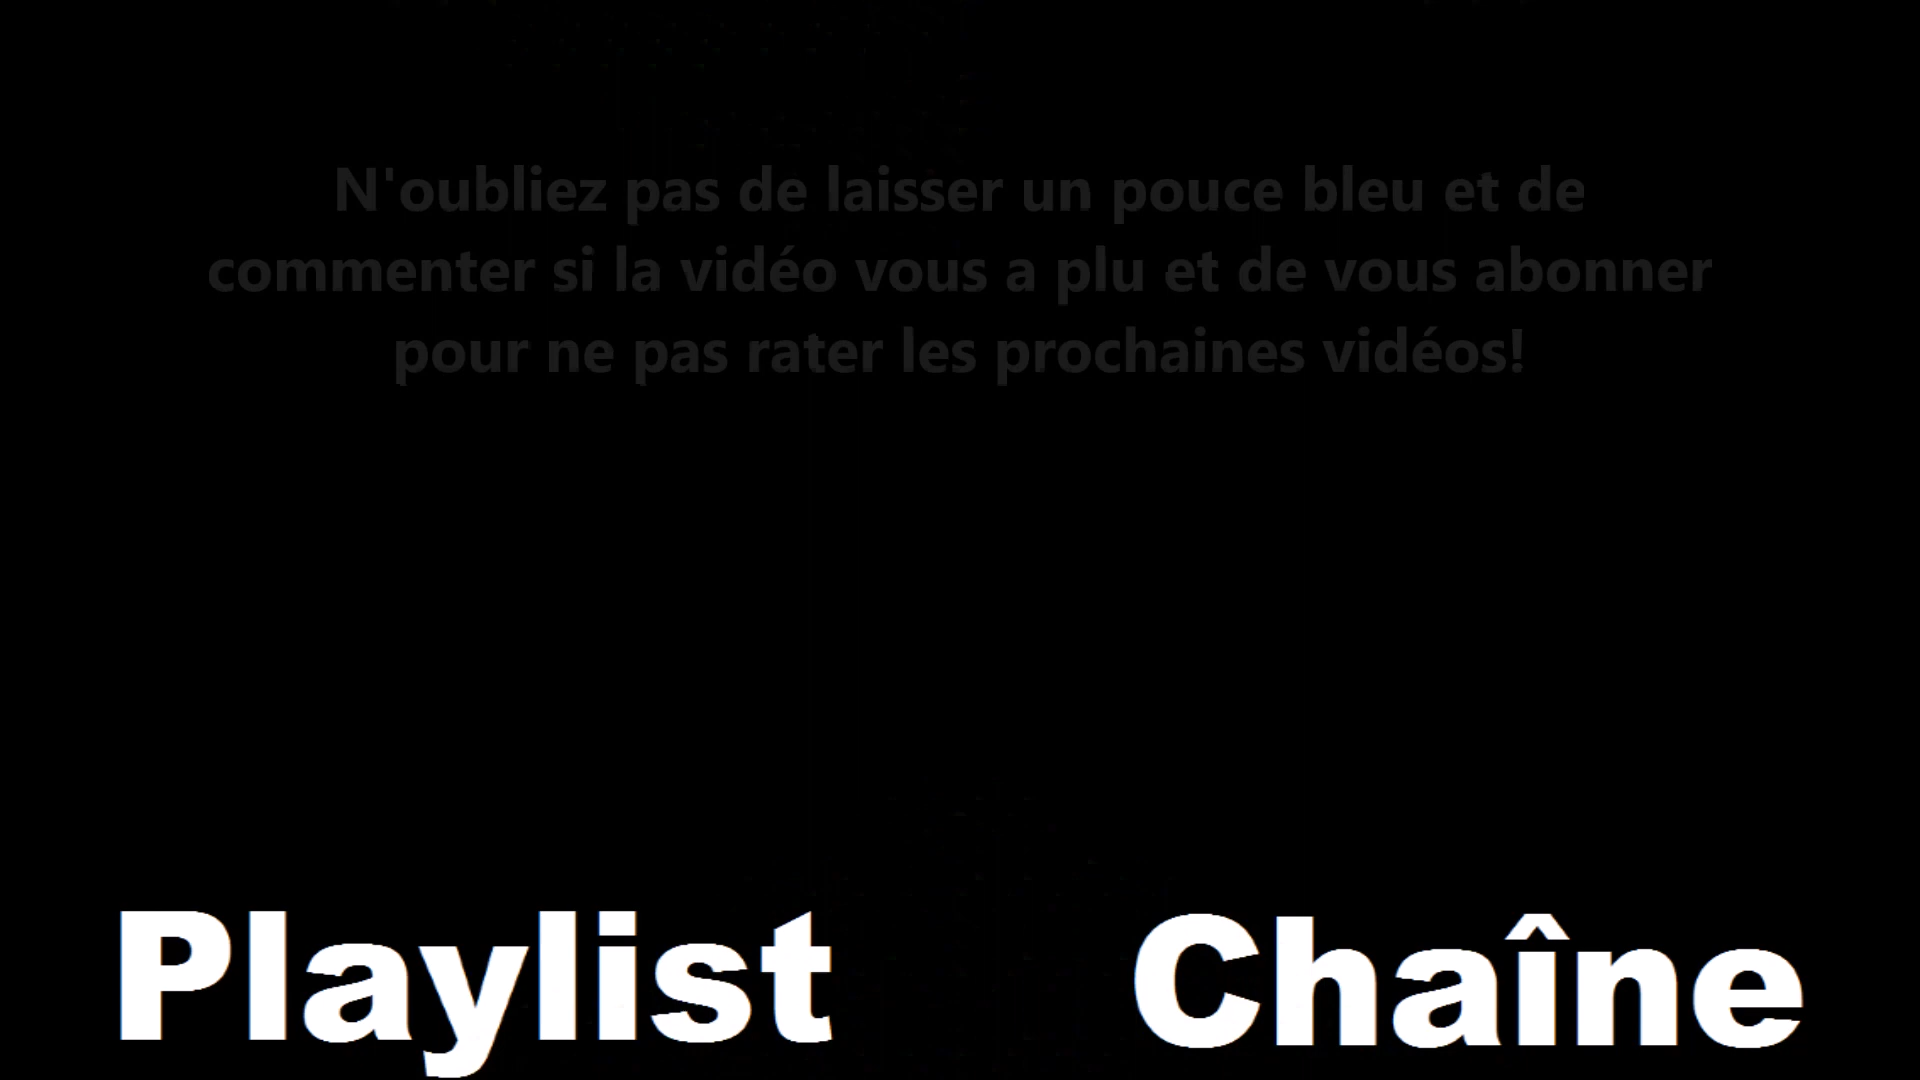 N'oubliez pas de laisser un pouce bleu et de
commenter si la vidéo vous a plu et de vous abonner
pour ne pas rater les prochaines vidéos!
Playlist Chaîne